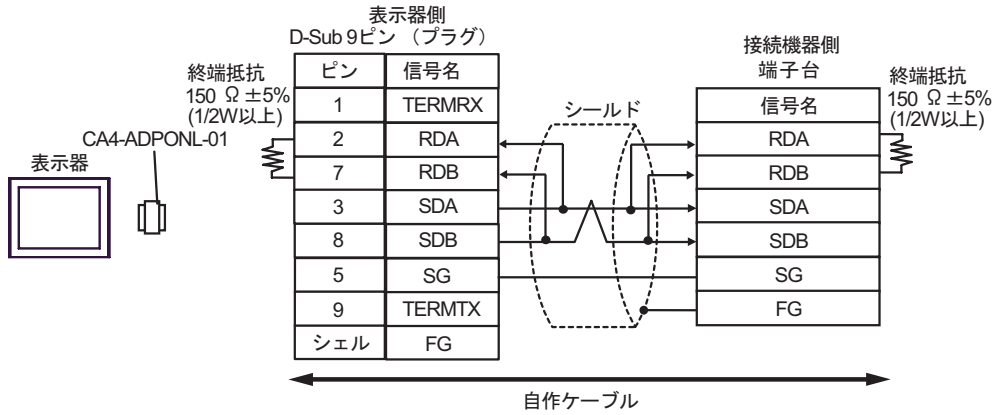 表示器側
D-Sub 9ピン （プラグ）
終端抵抗
150 Ω ±5%
(1/2W以上)
CA4-ADPONL-01
表示器
ピン 信号名
1 TERMRX
2 RDA
7 RDB
3 SDA
8 SDB
5 SG
9 TERMTX
シェル FG
シールド
接続機器側
端子台
信号名
RDA
RDB
SDA
SDB
SG
FG
終端抵抗
150 Ω ±5%
(1/2W以上)
自作ケーブル